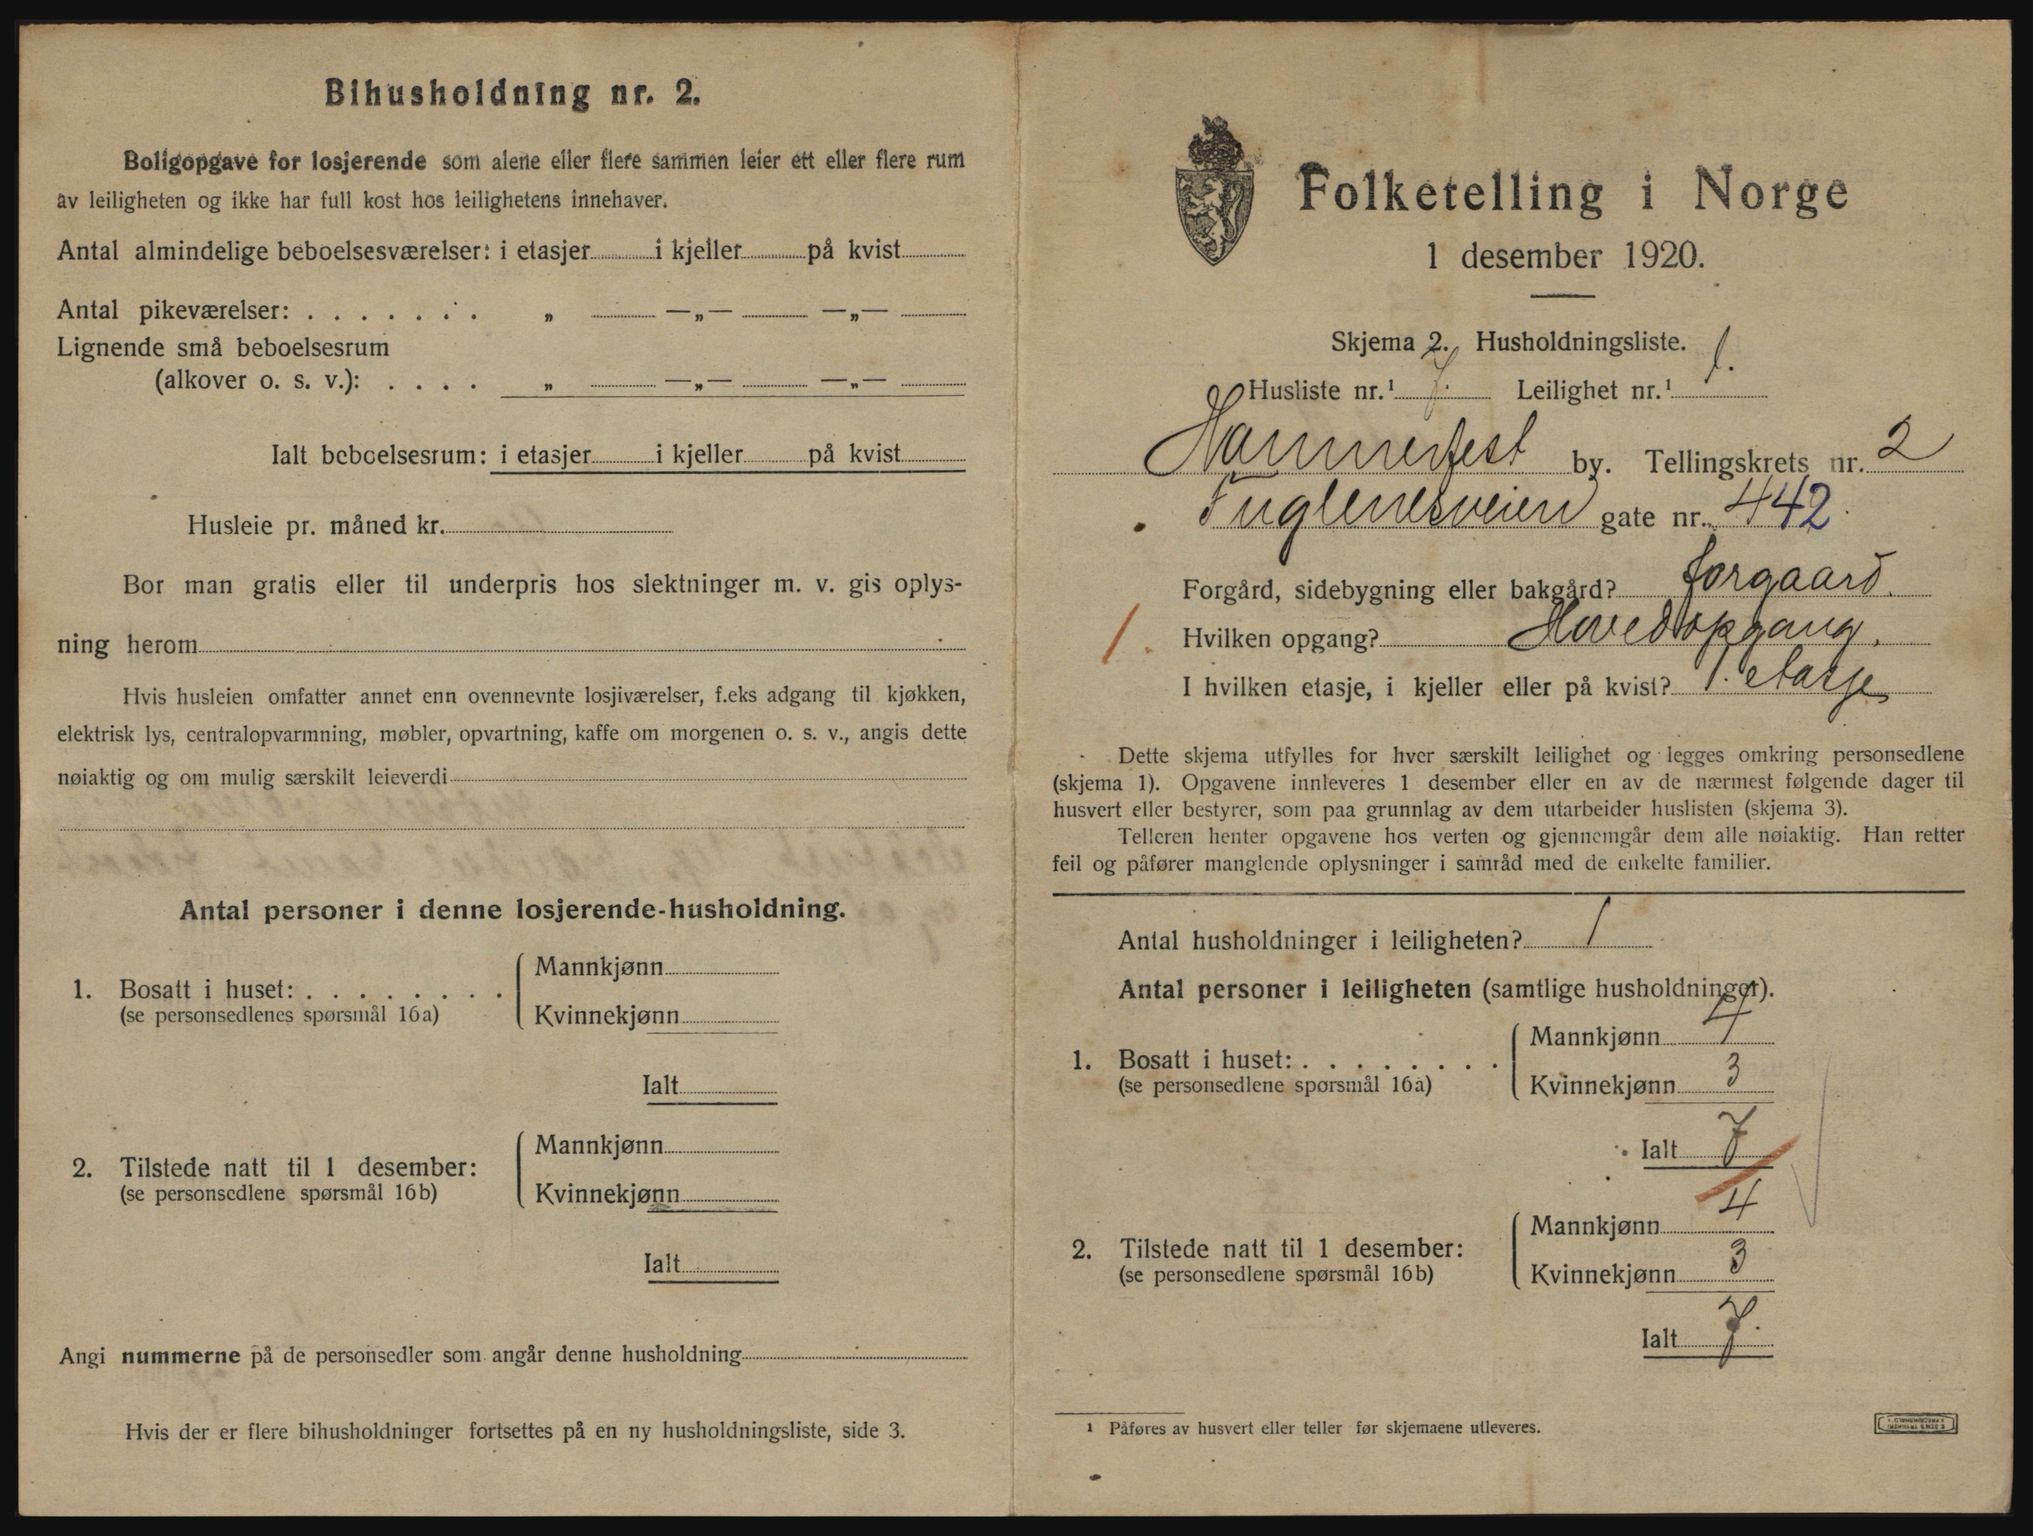 Bihusholdning nr. 2.
Boligopgave for losjerende som alene eller flere sammen leier ett eller flere rum
av leiligheten og ikke har full kost hos leilighetens innehaver.
Antal almindelige beboelsesværelser: i etasjer i kjeller på kvist
Antal pikeværelser: . . . . . . . „ —„— —„—
Lignende små beboelsesrum
(alkover o. s. v.): . . . . „ —„— —„—
Ialt beboelsesrum: i etasjer i kjeller på kvist
Husleie pr. måned kr.
Bor man gratis eller til underpris hos slektninger m. v. gis oplys-
ning herom
Hvis husleien omfatter annet enn ovennevnte losjiværelser, f.eks adgang til kjøkken,
elektrisk lys, centralopvarmning, møbler, opvartning, kaffe om morgenen o. s. v., angis dette
nøiaktig og om mulig særskilt leieverdi
Antal personer i denne losjerende-husholdning.
1. Bosatt i huset: . . . . . . . .
(se personsedlenes spørsmål 16a)
Mannkjønn
Kvinnekjønn
Ialt
2. Tilstede natt til 1 desember:
(se personsedlene spørsmål 16b)
Mannkjønn
Kvinnekjønn
Ialt
Angi nummerne på de personsedler som angår denne husholdning
Hvis der er flere bihusholdninger fortsettes på en ny husholdningsliste, side 3.
Folketelling i Norge
1 desember 1920.
Skjema 2. Husholdningsliste.
Husliste nr.¹ 7. Leilighet nr.¹ 1.
Hammerfest by. Tellingskrets nr. 2
Fuglenesveien gate nr. 442
Forgård, sidebygning eller bakgård? forgaard.
1. Hvilken opgang? Hovedopgang.
I hvilken etasje, i kjeller eller på kvist? 1. etasje
Dette skjema utfylles for hver særskilt leilighet og legges omkring personsedlene
(skjema 1). Opgavene innleveres 1 desember eller en av de nærmest følgende dager til
husvert eller bestyrer, som paa grunnlag av dem utarbeider huslisten (skjema 3).
Telleren henter opgavene hos verten og gjennemgår dem alle nøiaktig. Han retter
feil og påfører manglende oplysninger i samråd med de enkelte familier.
Antal husholdninger i leiligheten? 1
Antal personer i leiligheten (samtlige husholdninger).
1. Bosatt i huset: . . . . . . . .
(se personsedlene spørsmål 16a)
Mannkjønn 4
Kvinnekjønn 3
Ialt 7
2. Tilstede natt til 1 desember:
(se personsedlene spørsmål 16b)
Mannkjønn 4
Kvinnekjønn 3
Ialt 7.
¹ Påføres av husvert eller teller før skjemaene utleveres.